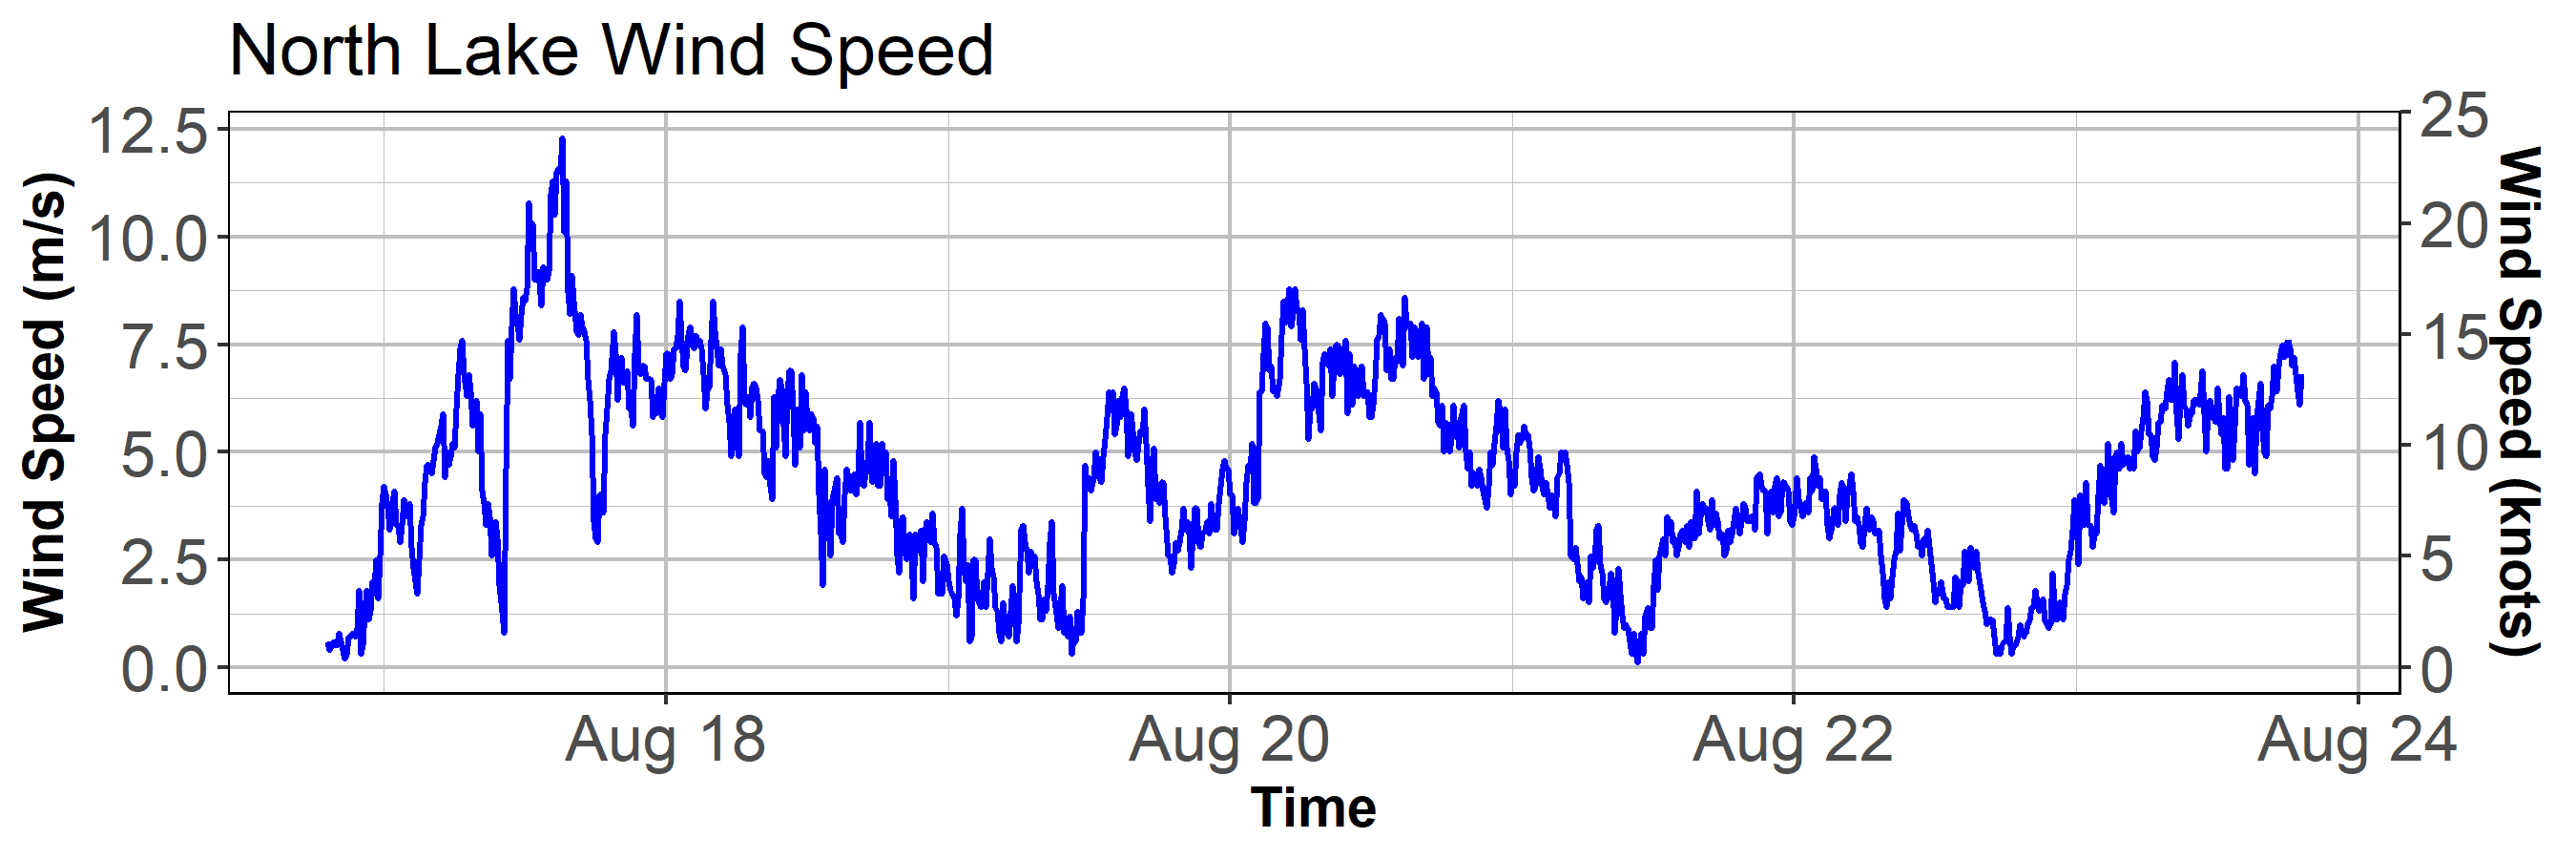 North Lake Wind Speed
Wind Speed (m/s)
12.5
10.0
7.5
5.0
2.5
0.0
25
20
15
10
5
0
Wind Speed (knots)
Aug 18
Aug 20
Aug 22
Aug 24
Time